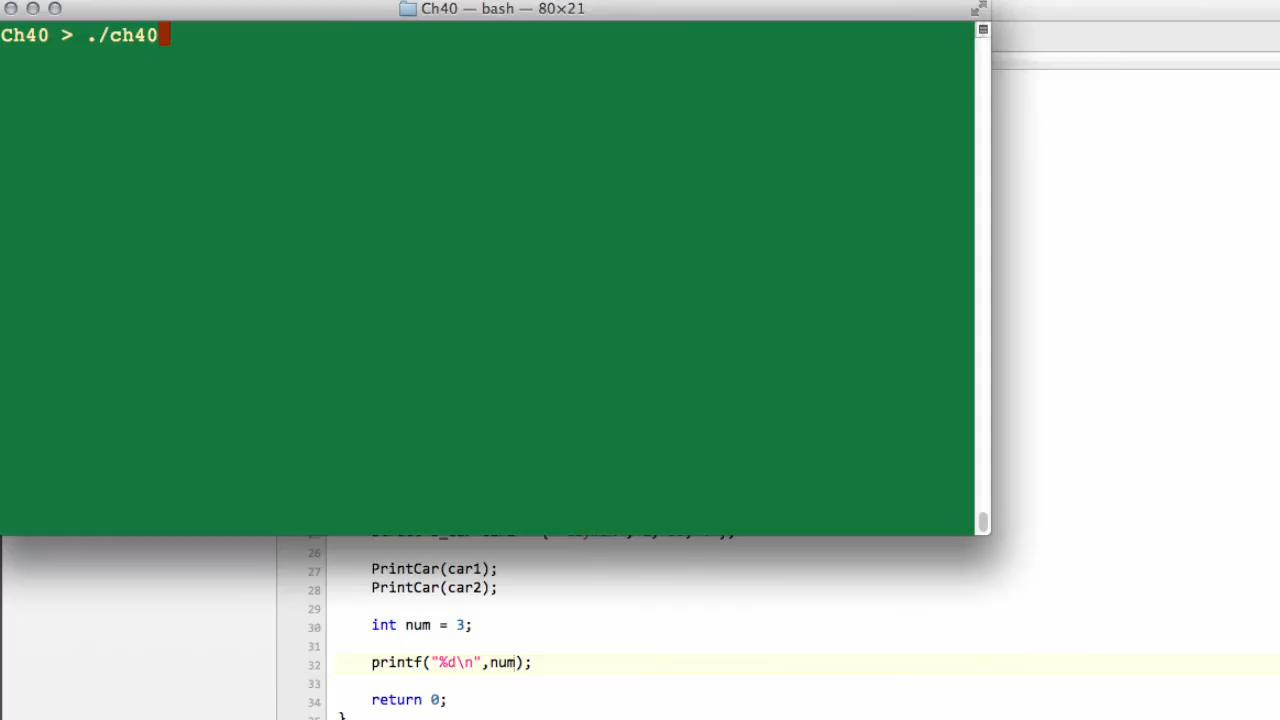 Ch40 — bash — 80×21
Ch40 > ./ch40
26
27 PrintCar(car1);
28 PrintCar(car2);
29
30 int num = 3;
31
32 printf("%d\n",num);
33
34 return 0;
}